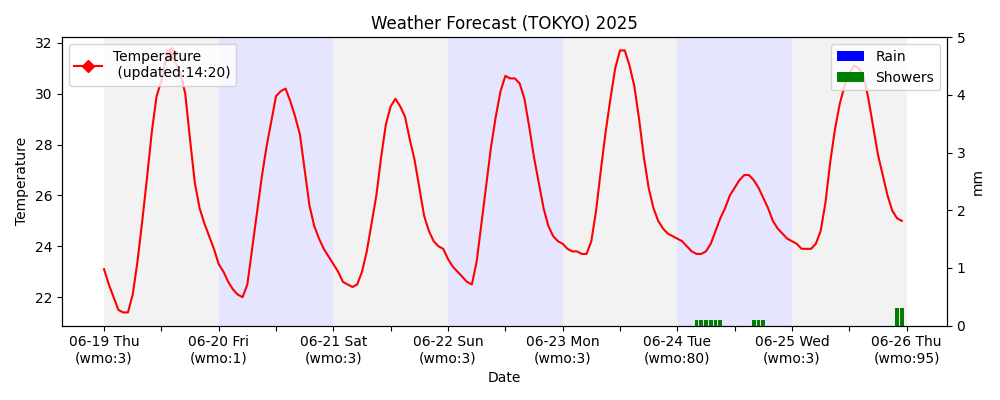 Weather Forecast (TOKYO) 2025
Temperature
(updated:14:20)
Rain
Showers
32
30
28
26
24
22
Temperature
5
4
3
2
1
0
mm
06-19 Thu
(wmo:3)
06-20 Fri
(wmo:1)
06-21 Sat
(wmo:3)
06-22 Sun
(wmo:3)
06-23 Mon
(wmo:3)
06-24 Tue
(wmo:80)
06-25 Wed
(wmo:3)
06-26 Thu
(wmo:95)
Date